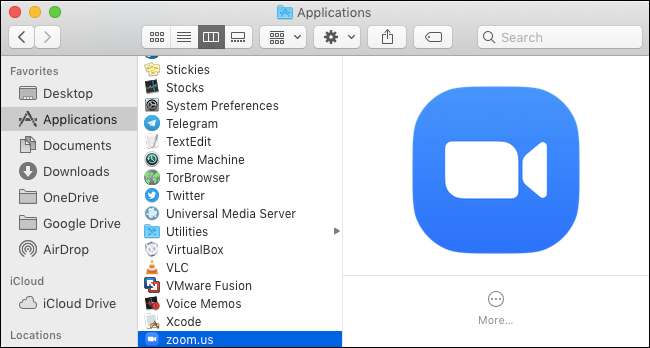 Applications
Search
Favorites
Desktop
Applications
Documents
Downloads
OneDrive
Google Drive
AirDrop
iCloud
iCloud Drive
Locations
Stickies
Stocks
System Preferences
Telegram
TextEdit
Time Machine
TorBrowser
Twitter
Universal Media Server
Utilities
VirtualBox
VLC
VMware Fusion
Voice Memos
Xcode
zoom.us
More...